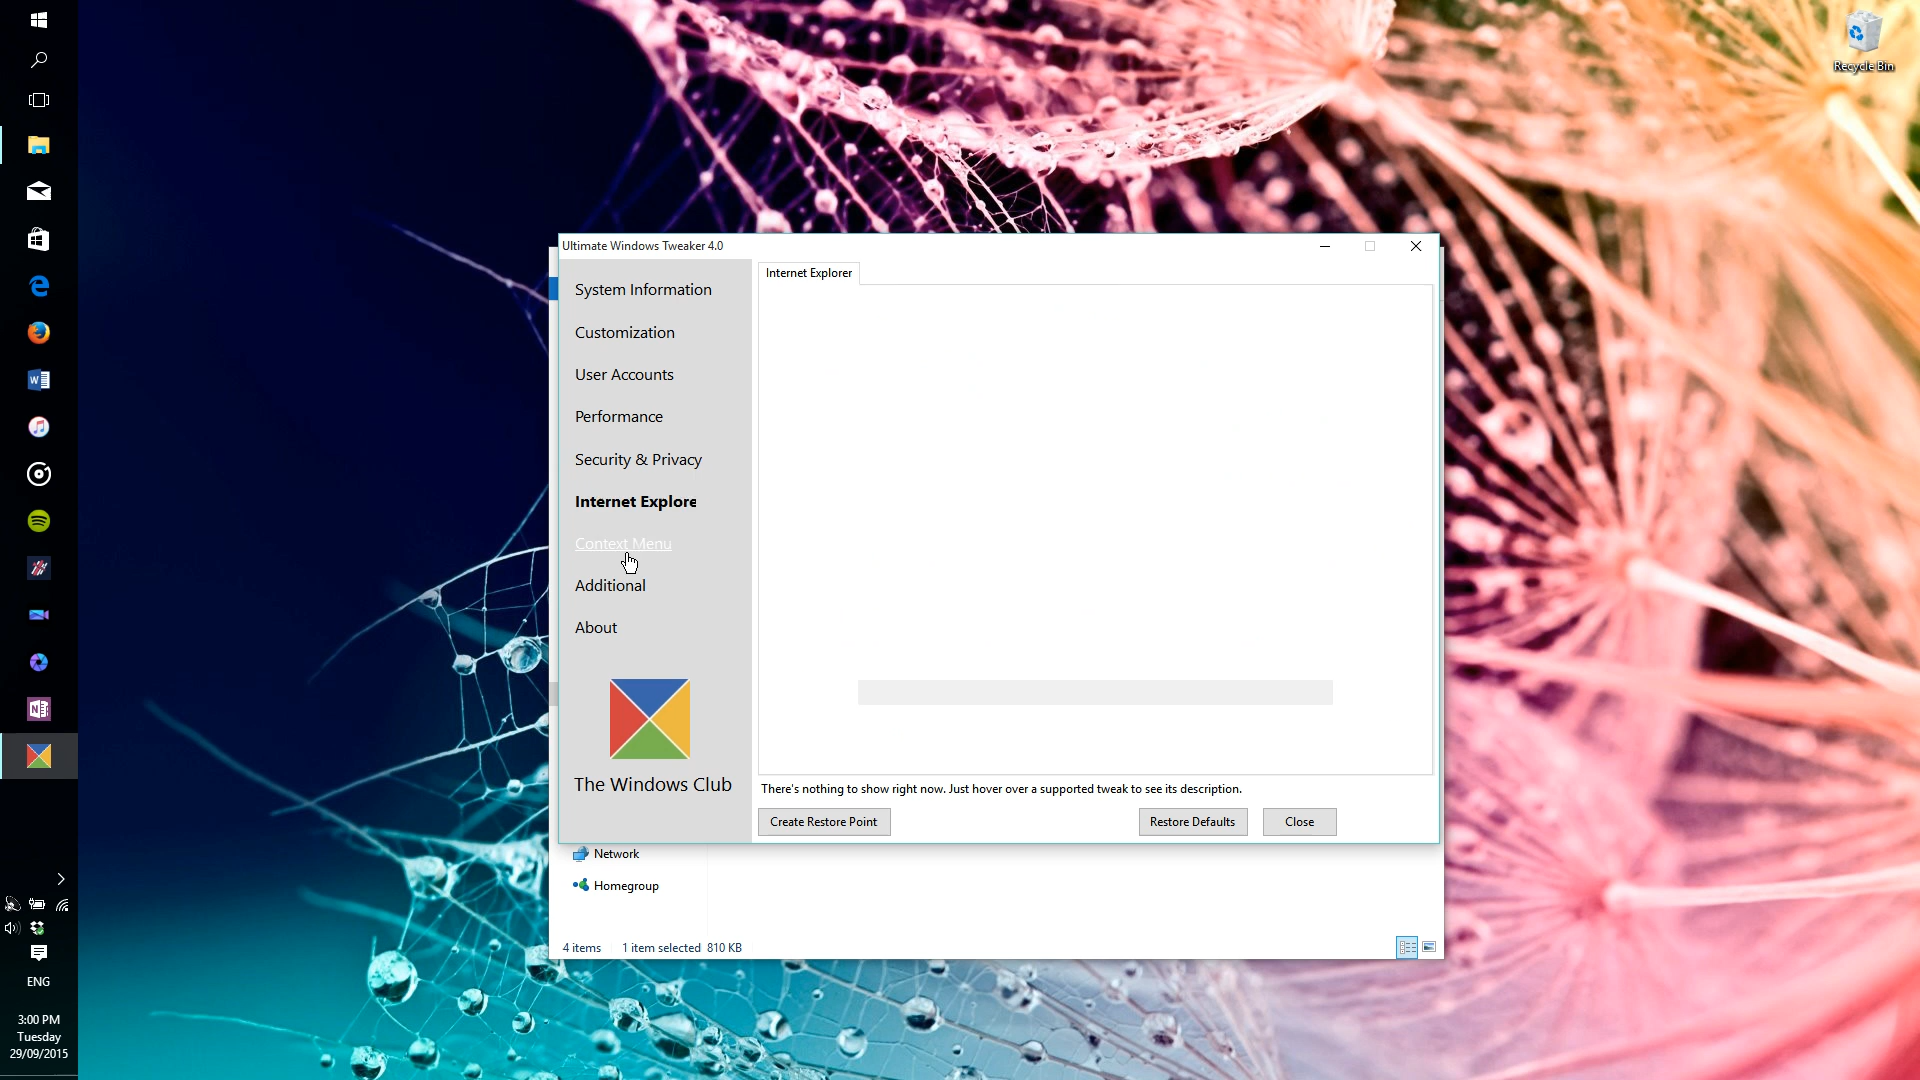 Recycle Bin
Ultimate Windows Tweaker 4.0
System Information
Customization
User Accounts
Performance
Security & Privacy
Internet Explore
Context Menu
Additional
About
The Windows Club
Internet Explorer
There's nothing to show right now. Just hover over a supported tweak to see its description.
Create Restore Point
Restore Defaults
Close
Network
Homegroup
4 items
1 item selected 810 KB
ENG
3:00 PM
Tuesday
29/09/2015